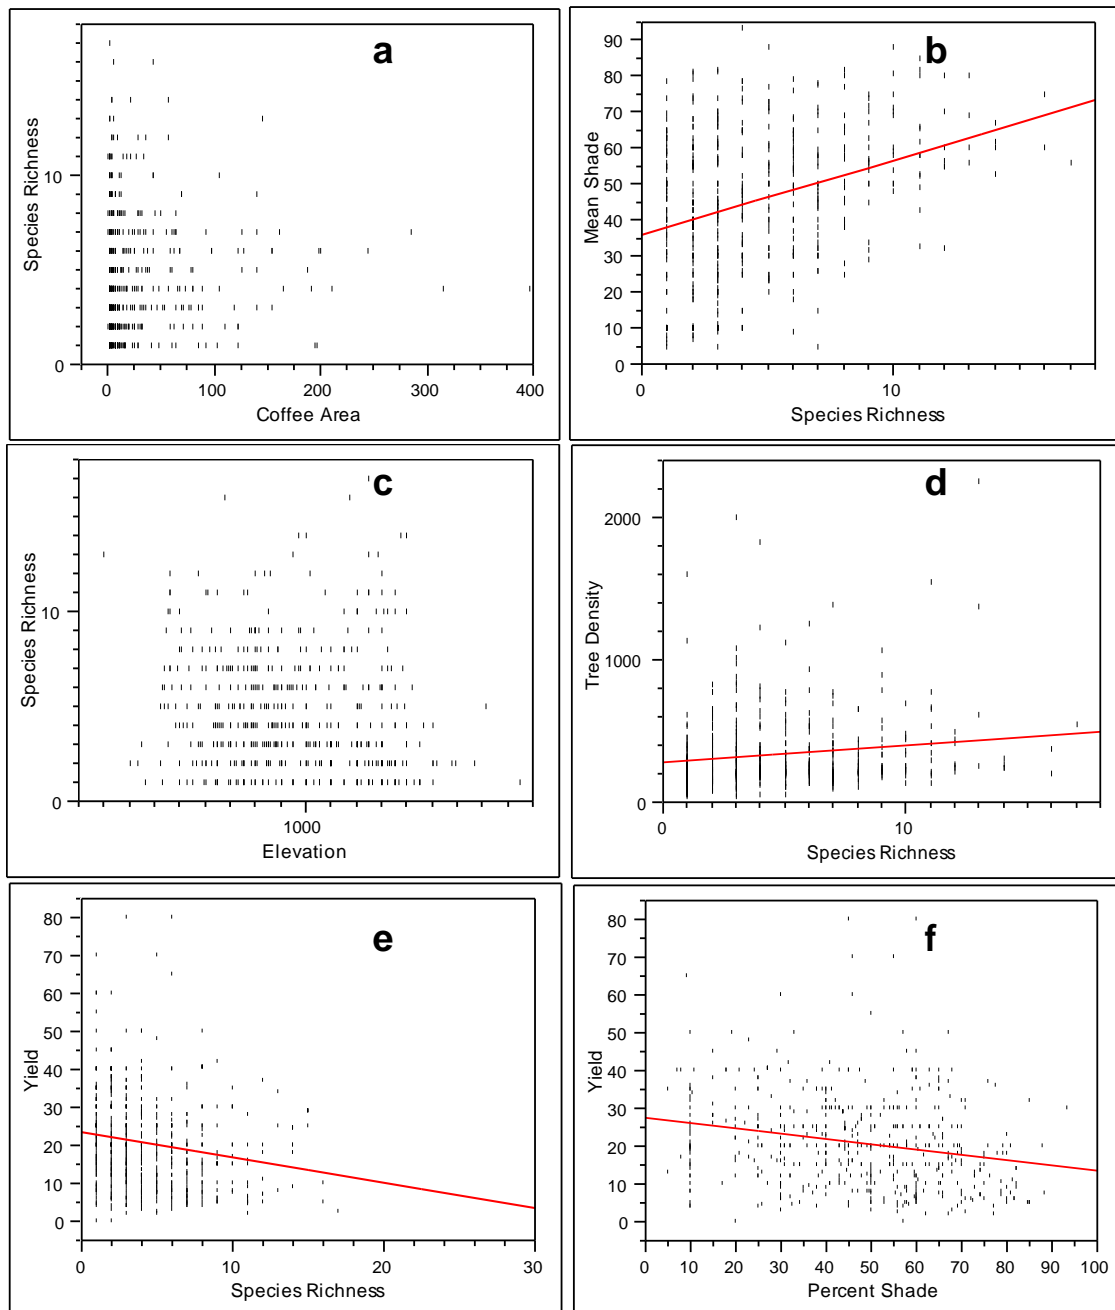 a
Species Richness
10
0
0 100 200 300 400
Coffee Area
b
Mean Shade
90
80
70
60
50
40
30
20
10
0
0 10
Species Richness
c
Species Richness
10
0
1000
Elevation
d
Tree Density
2000
1000
0
0 10
Species Richness
e
Yield
80
70
60
50
40
30
20
10
0
0 10 20 30
Species Richness
f
Yield
80
70
60
50
40
30
20
10
0
0 10 20 30 40 50 60 70 80 90 100
Percent Shade